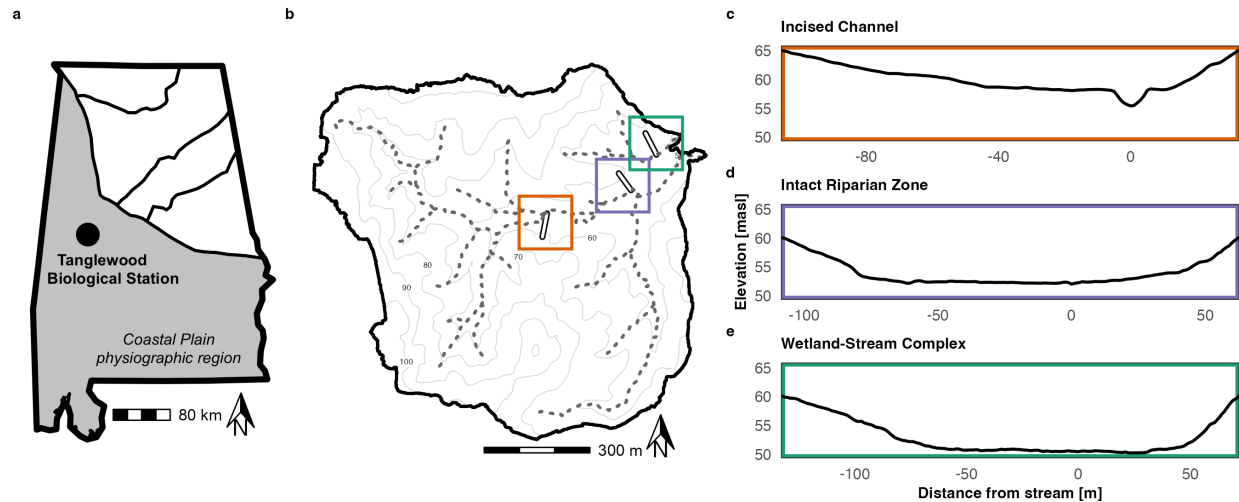 a
Tanglewood
Biological Station
Coastal Plain
physiographic region
80 km
b
60
70
80
90
100
300 m
c
Incised Channel
65
60
55
50
-80
-40
0
d
Intact Riparian Zone
Elevation [masl]
65
60
55
50
-100
-50
0
50
e
Wetland-Stream Complex
65
60
55
50
-100
-50
0
50
Distance from stream [m]